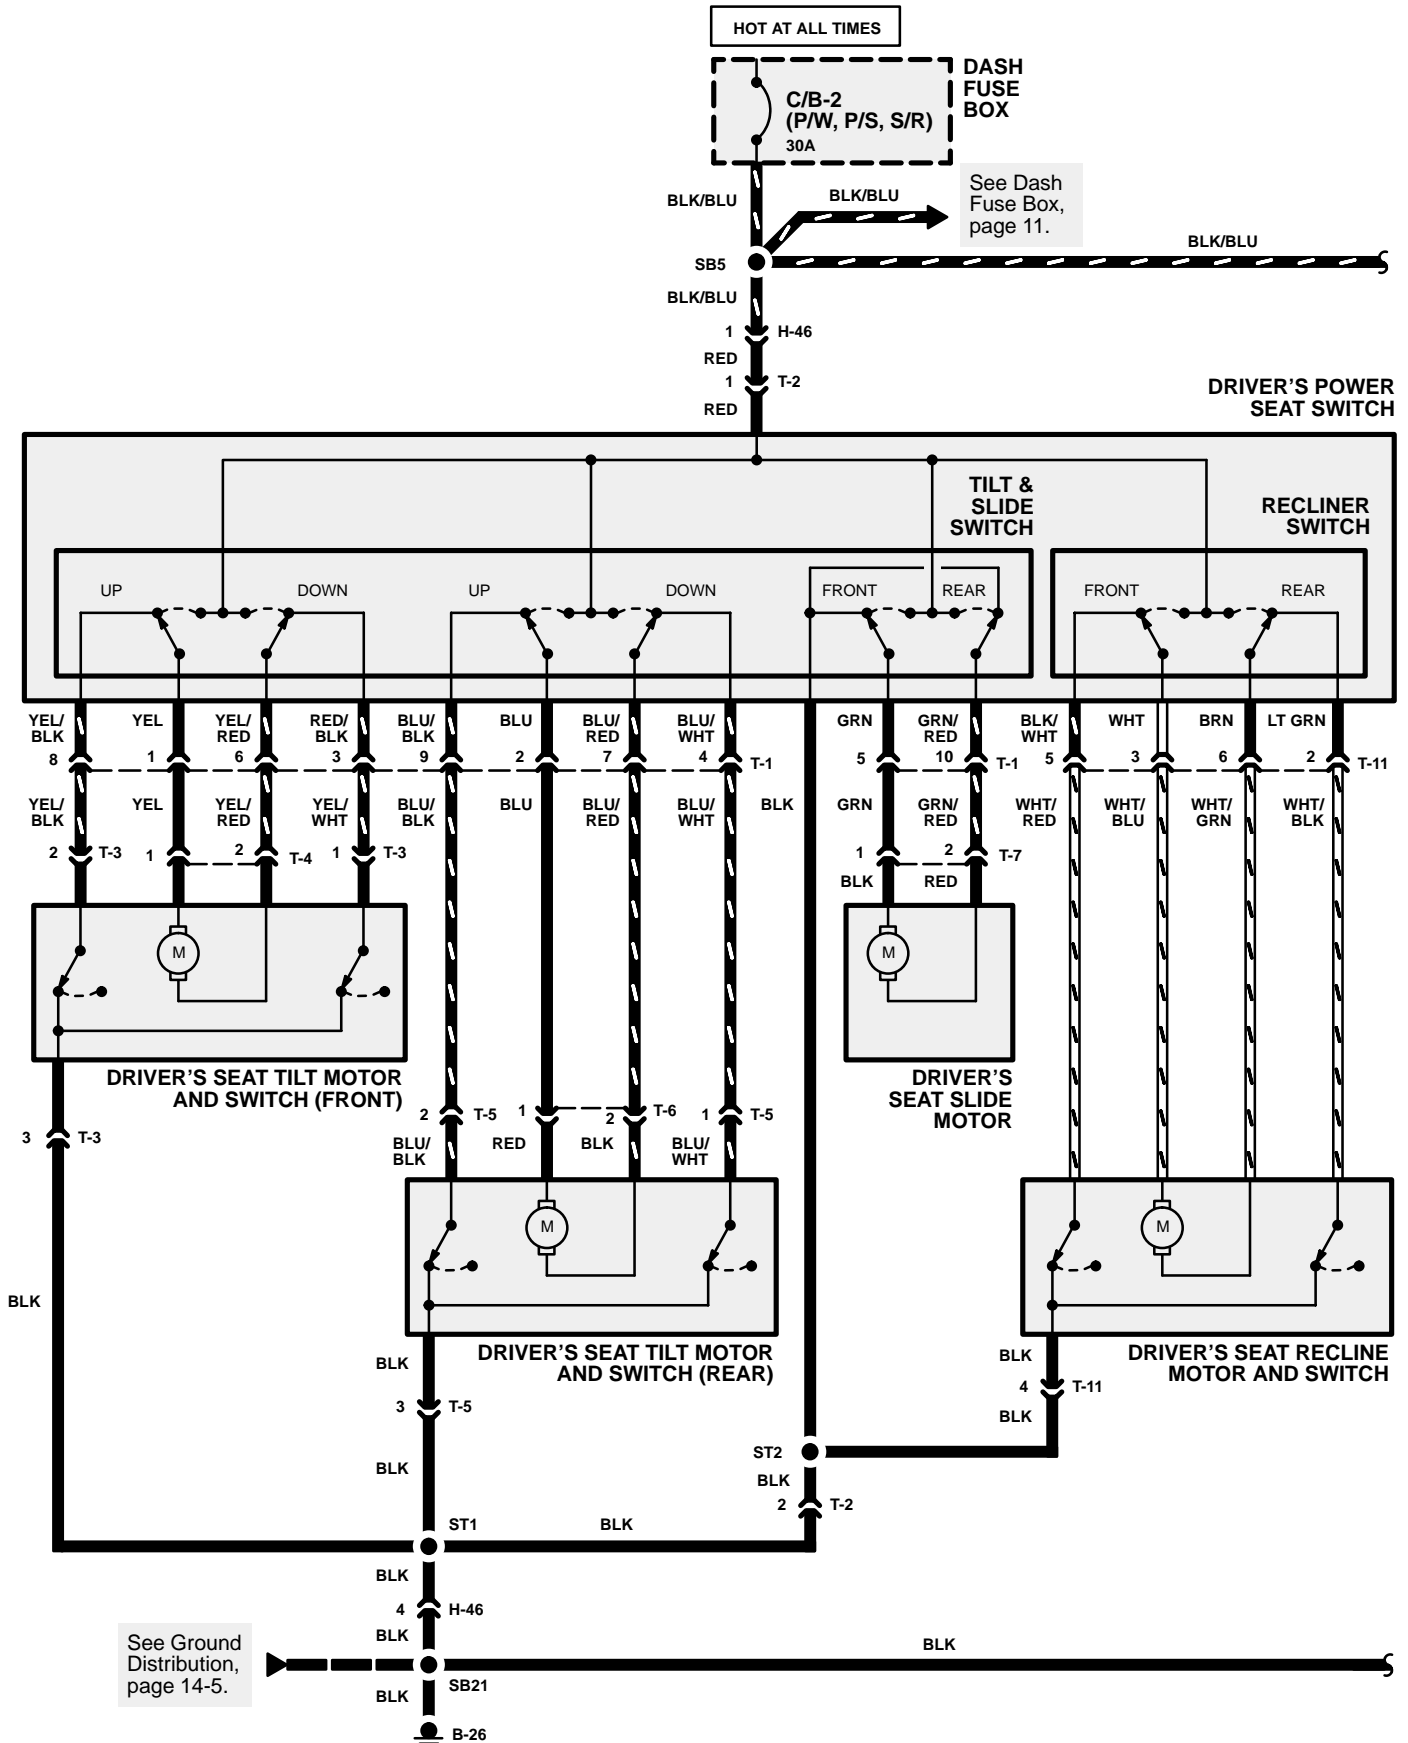 HOT AT ALL TIMES
DASH
FUSE
BOX
C/B-2
(P/W, P/S, S/R)
30A
See Dash
Fuse Box,
page 11.
BLK/BLU
BLK/BLU
BLK/BLU
SB5
BLK/BLU
1 H-46
RED
1 T-2
RED
DRIVER'S POWER
SEAT SWITCH
TILT &
SLIDE
SWITCH
RECLINER
SWITCH
UP DOWN UP DOWN FRONT REAR FRONT REAR
YEL/ YEL YEL/ RED/ BLU/ BLU BLU/ BLU/ GRN GRN/ BLK/ WHT BRN LT GRN
BLK RED BLK BLK RED WHT RED WHT
8 1 6 3 9 2 7 4 T-1 5 10 T-1 5 3 6 2 T-11
YEL/ YEL YEL/ YEL/ BLU/ BLU BLU/ BLU/ BLK GRN GRN/ WHT/ WHT/ WHT/ WHT/
BLK RED WHT BLK RED WHT RED RED BLU GRN BLK
2 T-3 1 2 T-4 1 T-3 1 2 T-7
BLK RED
M M
DRIVER'S SEAT TILT MOTOR
AND SWITCH (FRONT)
DRIVER'S
SEAT SLIDE
MOTOR
2 T-5 1 2 T-6 1 T-5
3 T-3
BLU/ RED BLK BLU/
BLK WHT
M M
BLK
DRIVER'S SEAT TILT MOTOR
AND SWITCH (REAR)
DRIVER'S SEAT RECLINE
MOTOR AND SWITCH
BLK BLK
3 T-5 4 T-11
BLK
ST2
BLK
BLK
2 T-2
ST1 BLK
BLK
4 H-46
BLK
BLK
See Ground
Distribution,
page 14-5.
SB21
BLK
B-26